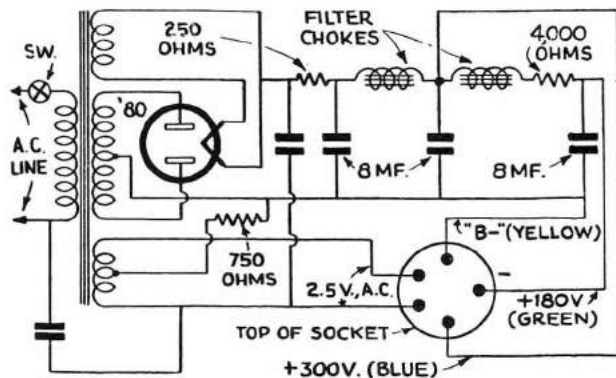 250
OHMS
FILTER
CHOKES
4,000
OHMS
SW.
'80
A.C.
LINE
8 MF.
8 MF.
750
OHMS
"B-" (YELLOW)
2.5 V., A.C.
-
+180V
(GREEN)
TOP OF SOCKET
+300V. (BLUE)